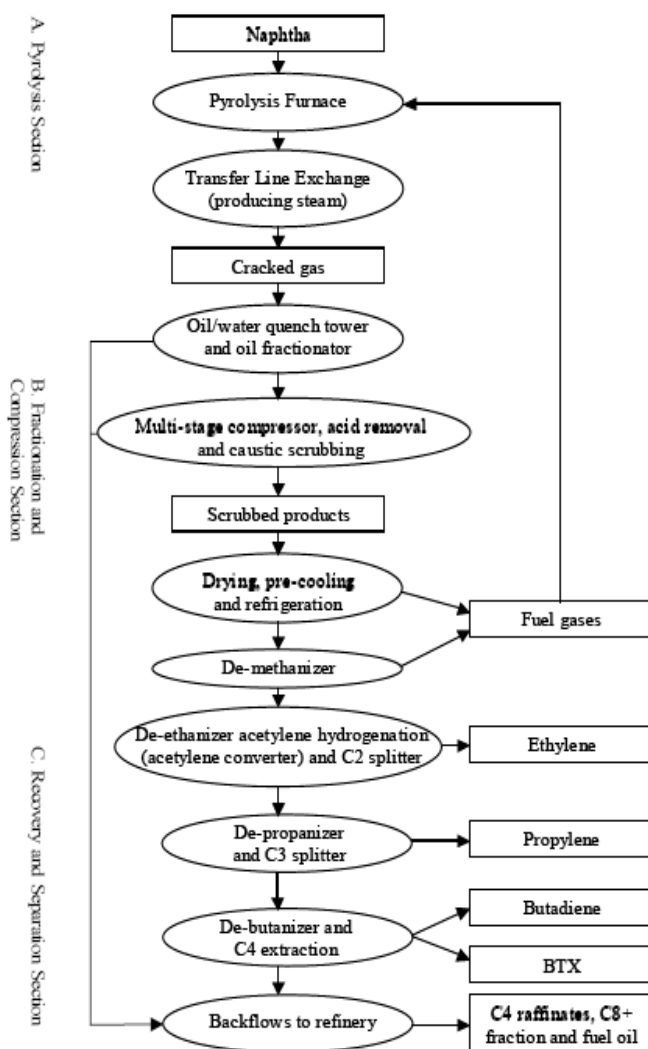 A. Pyrolysis Section
Naphtha
Pyrolysis Furnace
Transfer Line Exchange
(producing steam)
Cracked gas
Oil/water quench tower
and oil fractionator
B. Fractionation and
Compression Section
Multi-stage compressor, acid removal
and caustic scrubbing
Scrubbed products
Drying, pre-cooling
and refrigeration
Fuel gases
De-methanizer
C. Recovery and Separation Section
De-ethanizer acetylene hydrogenation
(acetylene converter) and C2 splitter
Ethylene
De-propanizer
and C3 splitter
Propylene
De-butanizer and
C4 extraction
Butadiene
BTX
Backflows to refinery
C4 raffinates, C8+
fraction and fuel oil